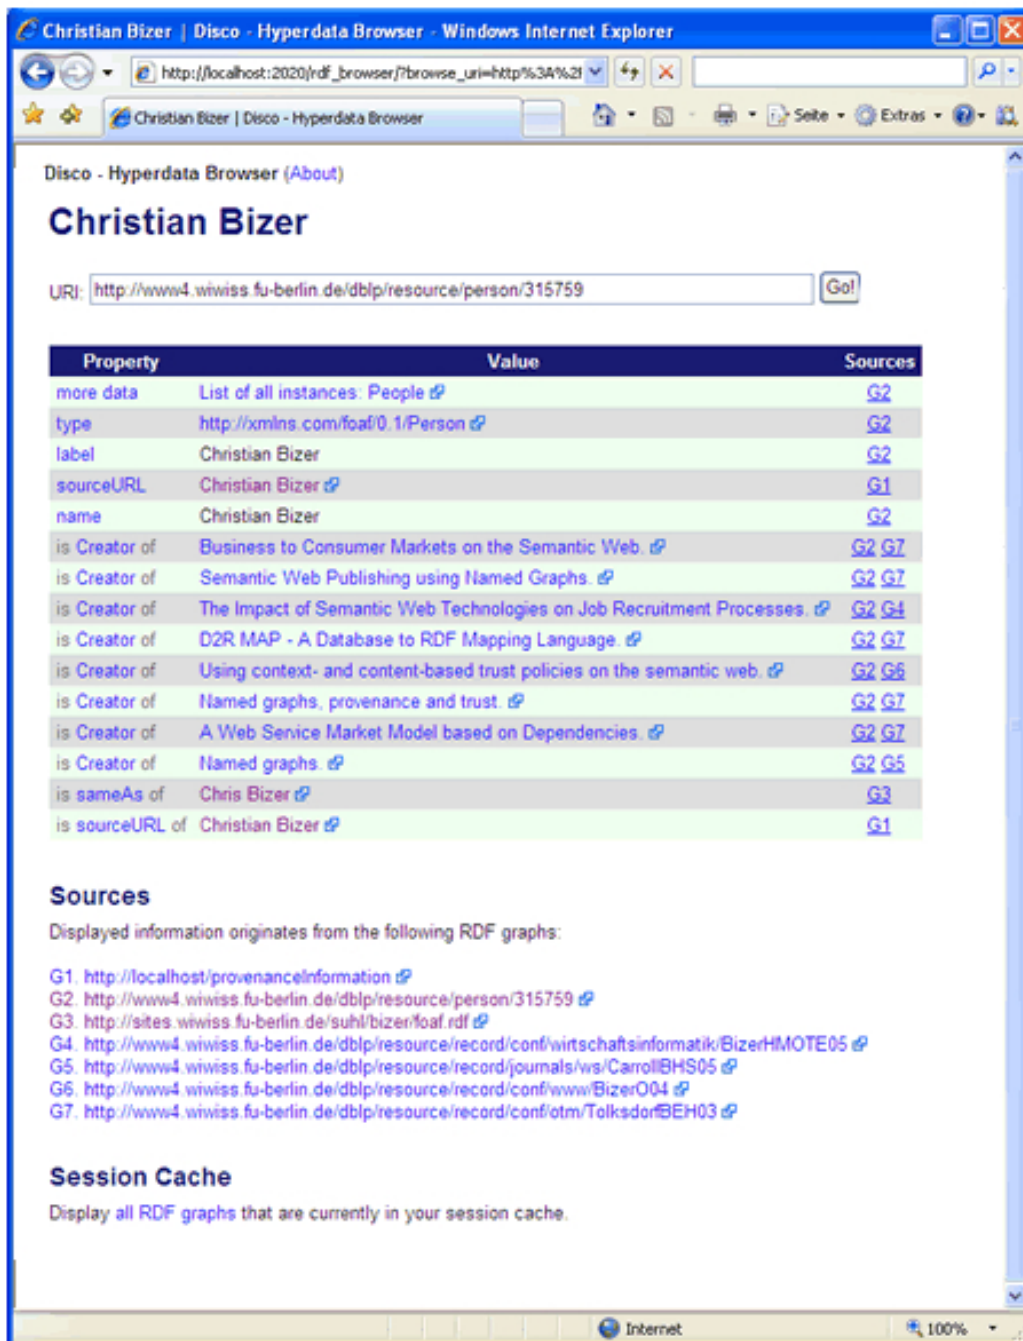 Christian Bizer | Disco - Hyperdata Browser - Windows Internet Explorer
http://localhost:2020/rdf_browser/?browse_uri=http%3A%2f
Christian Bizer | Disco - Hyperdata Browser
Seite
Extras
Disco - Hyperdata Browser (About)
Christian Bizer
URI: http://www4.wiwiss.fu-berlin.de/dblp/resource/person/315759 Go!
Property Value Sources
more data List of all instances: People G2
type http://xmlns.com/foaf/0.1/Person G2
label Christian Bizer G2
sourceURL Christian Bizer G1
name Christian Bizer G2
is Creator of Business to Consumer Markets on the Semantic Web. G2 G7
is Creator of Semantic Web Publishing using Named Graphs. G2 G7
is Creator of The Impact of Semantic Web Technologies on Job Recruitment Processes. G2 G4
is Creator of D2R MAP - A Database to RDF Mapping Language. G2 G7
is Creator of Using context- and content-based trust policies on the semantic web. G2 G6
is Creator of Named graphs, provenance and trust. G2 G7
is Creator of A Web Service Market Model based on Dependencies. G2 G7
is Creator of Named graphs. G2 G5
is sameAs of Chris Bizer G3
is sourceURL of Christian Bizer G1
Sources
Displayed information originates from the following RDF graphs:
G1. http://localhost/provenanceInformation
G2. http://www4.wiwiss.fu-berlin.de/dblp/resource/person/315759
G3. http://sites.wiwiss.fu-berlin.de/suhl/bizer/foaf.rdf
G4. http://www4.wiwiss.fu-berlin.de/dblp/resource/record/conf/wirtschaftsinformatik/BizerHMOTE05
G5. http://www4.wiwiss.fu-berlin.de/dblp/resource/record/journals/ws/CarrollBHS05
G6. http://www4.wiwiss.fu-berlin.de/dblp/resource/record/conf/www/BizerO04
G7. http://www4.wiwiss.fu-berlin.de/dblp/resource/record/conf/otm/TolksdorfBEH03
Session Cache
Display all RDF graphs that are currently in your session cache.
Internet
100%